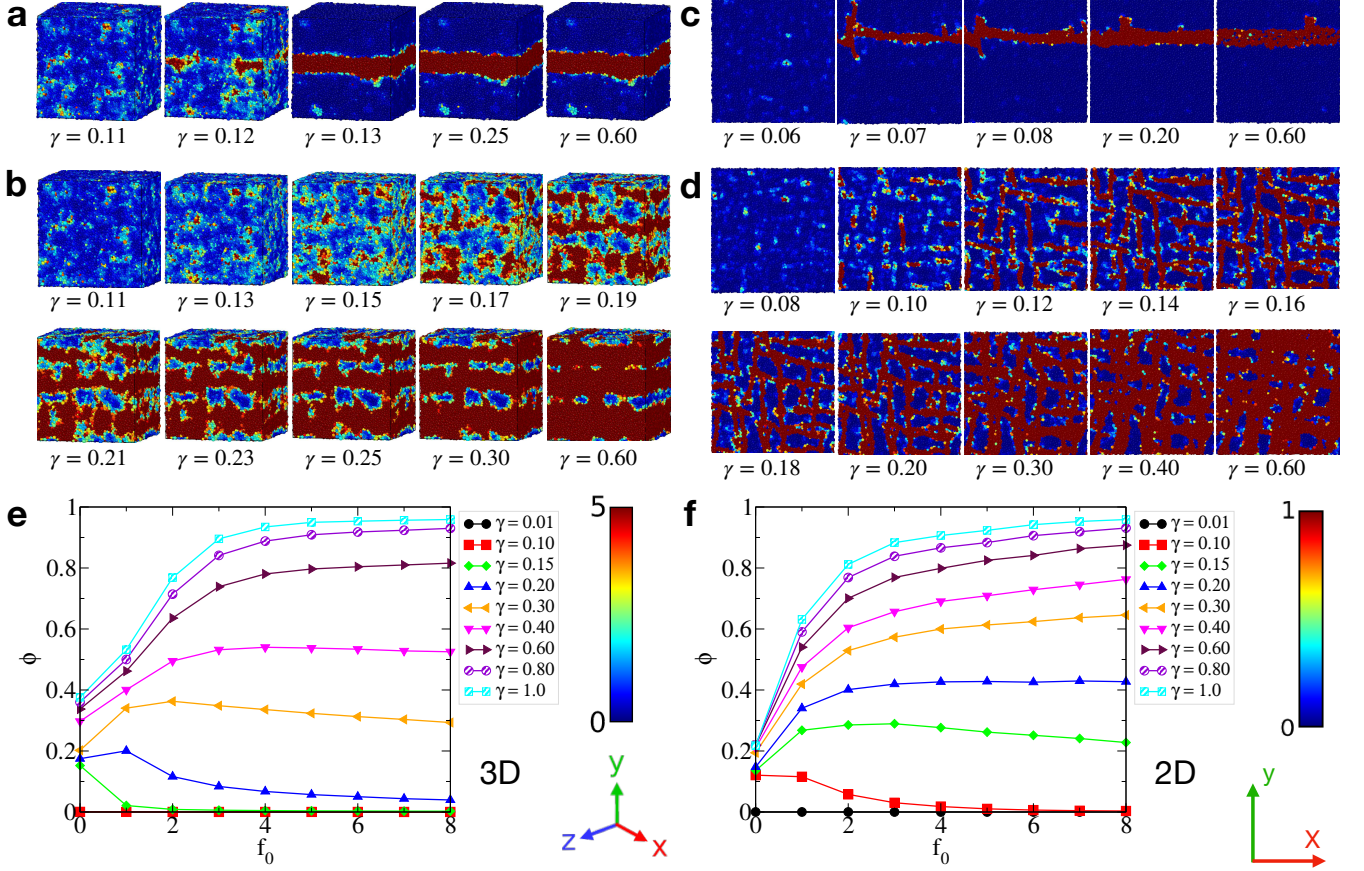 a
γ = 0.11 γ = 0.12 γ = 0.13 γ = 0.25 γ = 0.60
c
γ = 0.06 γ = 0.07 γ = 0.08 γ = 0.20 γ = 0.60
b
γ = 0.11 γ = 0.13 γ = 0.15 γ = 0.17 γ = 0.19
γ = 0.21 γ = 0.23 γ = 0.25 γ = 0.30 γ = 0.60
d
γ = 0.08 γ = 0.10 γ = 0.12 γ = 0.14 γ = 0.16
γ = 0.18 γ = 0.20 γ = 0.30 γ = 0.40 γ = 0.60
e
1
0.8
0.6
0.4
0.2
0
ϕ
0 2 4 6 8
f0
γ = 0.01
γ = 0.10
γ = 0.15
γ = 0.20
γ = 0.30
γ = 0.40
γ = 0.60
γ = 0.80
γ = 1.0
5
0
3D
y
z
x
f
1
0.8
0.6
0.4
0.2
0
ϕ
0 2 4 6 8
f0
γ = 0.01
γ = 0.10
γ = 0.15
γ = 0.20
γ = 0.30
γ = 0.40
γ = 0.60
γ = 0.80
γ = 1.0
1
0
2D
y
X